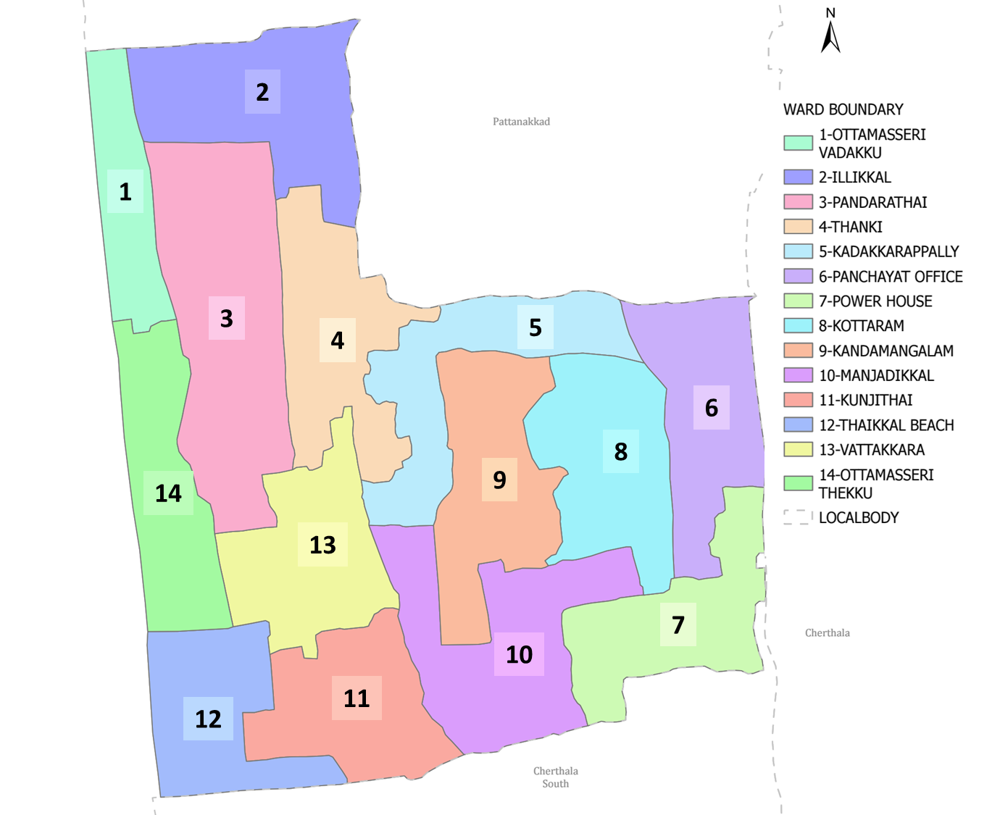 N
2
Pattanakkad
WARD BOUNDARY
1-OTTAMASSERI
VADAKKU
2-ILLIKKAL
1
3-PANDARATHAI
4-THANKI
5-KADAKKARAPPALLY
6-PANCHAYAT OFFICE
7-POWER HOUSE
3
5
8-KOTTARAM
4
9-KANDAMANGALAM
10-MANJADIKKAL
11-KUNJITHAI
6
12-THAIKKAL BEACH
8
13-VATTAKKARA
9
14-OTTAMASSERI
THEKKU
14
LOCALBODY
13
7
Cherthala
10
11
12
Cherthala
South